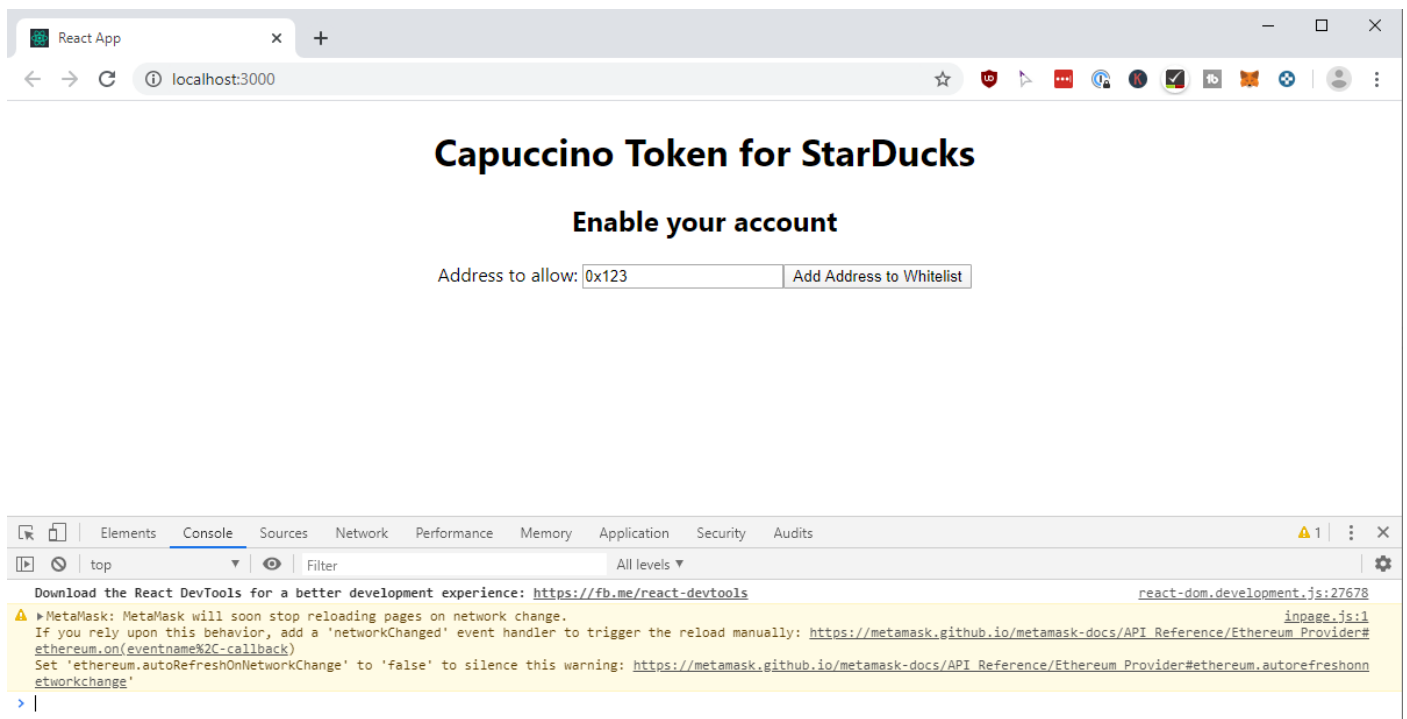 React App
localhost:3000
Capuccino Token for StarDucks
Enable your account
Address to allow: 0x123 Add Address to Whitelist
Elements Console Sources Network Performance Memory Application Security Audits 1
top Filter All levels ▼
Download the React DevTools for a better development experience: https://fb.me/react-devtools react-dom.development.js:27678
MetaMask: MetaMask will soon stop reloading pages on network change. inpage.js:1
If you rely upon this behavior, add a 'networkChanged' event handler to trigger the reload manually: https://metamask.github.io/metamask-docs/API_Reference/Ethereum_Provider#
ethereum.on(eventname%2C-callback)
Set 'ethereum.autoRefreshOnNetworkChange' to 'false' to silence this warning: https://metamask.github.io/metamask-docs/API_Reference/Ethereum_Provider#ethereum.autorefreshonn
etworkchange'